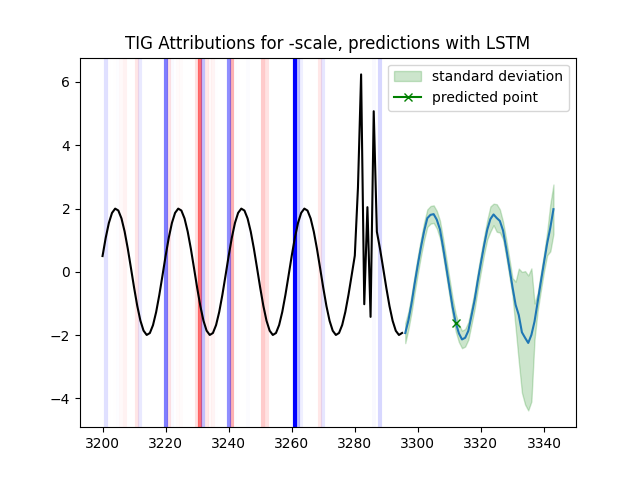 TIG Attributions for -scale, predictions with LSTM
standard deviation
predicted point
6
4
2
0
−2
−4
3200 3220 3240 3260 3280 3300 3320 3340